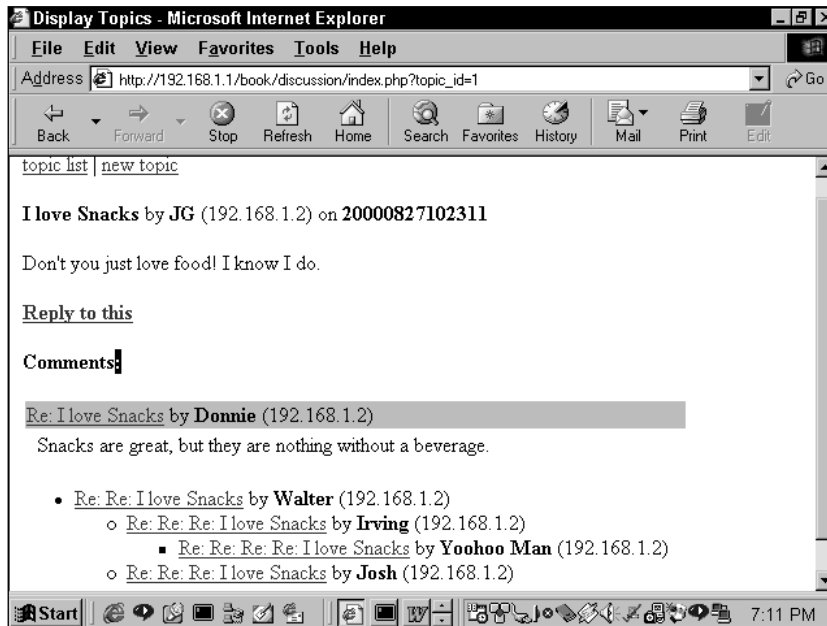 Display Topics - Microsoft Internet Explorer
File Edit View Favorites Tools Help
Address http://192.168.1.1/book/discussion/index.php?topic_id=1 Go
Back Forward Stop Refresh Home Search Favorites History Mail Print Edit
topic list | new topic
I love Snacks by JG (192.168.1.2) on 20000827102311
Don't you just love food! I know I do.
Reply to this
Comments:
Re: I love Snacks by Donnie (192.168.1.2)
Snacks are great, but they are nothing without a beverage.
Re: Re: I love Snacks by Walter (192.168.1.2)
Re: Re: Re: I love Snacks by Irving (192.168.1.2)
Re: Re: Re: Re: I love Snacks by Yoohoo Man (192.168.1.2)
Re: Re: Re: I love Snacks by Josh (192.168.1.2)
Start 7:11 PM